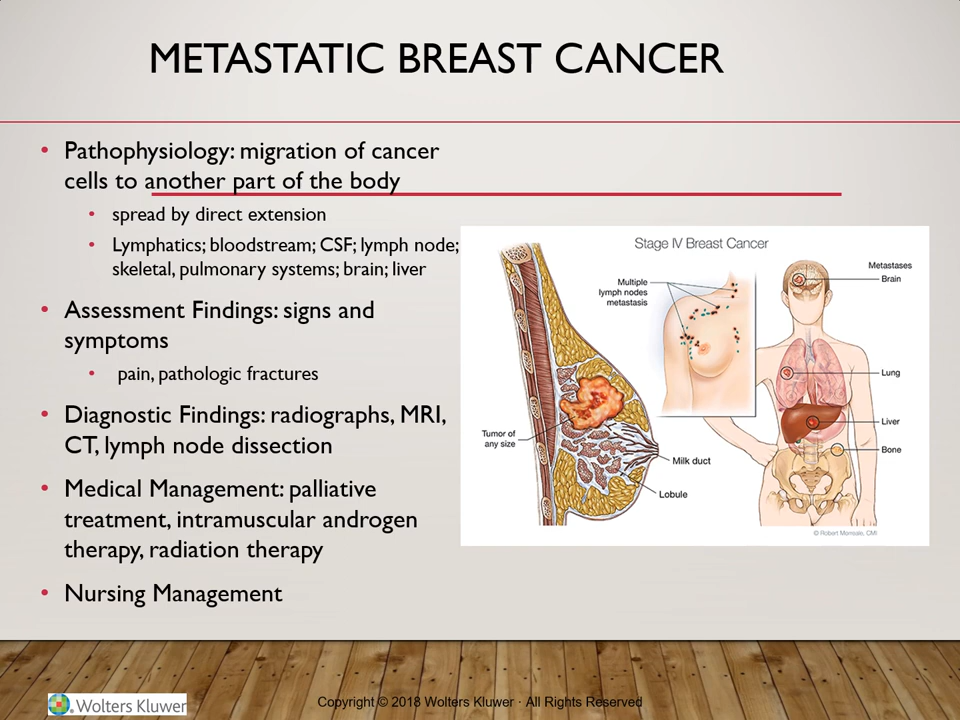 METASTATIC BREAST CANCER
• Pathophysiology: migration of cancer
cells to another part of the body
• spread by direct extension
• Lymphatics; bloodstream; CSF; lymph node;
skeletal, pulmonary systems; brain; liver
• Assessment Findings: signs and
symptoms
• pain, pathologic fractures
• Diagnostic Findings: radiographs, MRI,
CT, lymph node dissection
• Medical Management: palliative
treatment, intramuscular androgen
therapy, radiation therapy
• Nursing Management
Stage IV Breast Cancer
Multiple
lymph nodes
metastasis
Metastases
Brain
Lung
Liver
Bone
Tumor of
any size
Milk duct
Lobule
© Robert Morreale, CMI
Wolters Kluwer
Copyright © 2018 Wolters Kluwer · All Rights Reserved